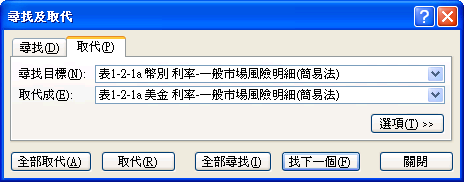 尋找及取代
尋找(D) 取代(P)
尋找目標(N): 表1-2-1a 幣別 利率-一般市場風險明細(簡易法)
取代成(E): 表1-2-1a 美金 利率-一般市場風險明細(簡易法)
選項(T) >>
全部取代(A) 取代(R) 全部尋找(I) 找下一個(F) 關閉